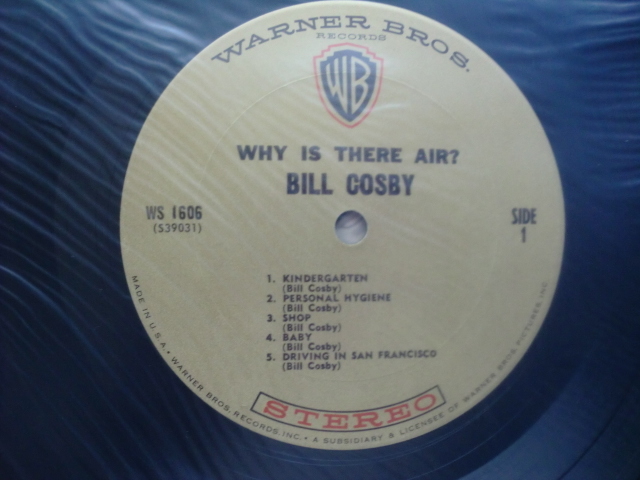 WARNER BROS.
RECORDS
WB
WHY IS THERE AIR?
BILL COSBY
WS 1606
(S39031)
SIDE
1
1. KINDERGARTEN
(Bill Cosby)
2. PERSONAL HYGIENE
(Bill Cosby)
3. SHOP
(Bill Cosby)
4. BABY
(Bill Cosby)
5. DRIVING IN SAN FRANCISCO
(Bill Cosby)
STEREO
MADE IN U.S.A. • WARNER BROS. RECORDS, INC. • A SUBSIDIARY & LICENSEE OF WARNER BROS. PICTURES, INC.